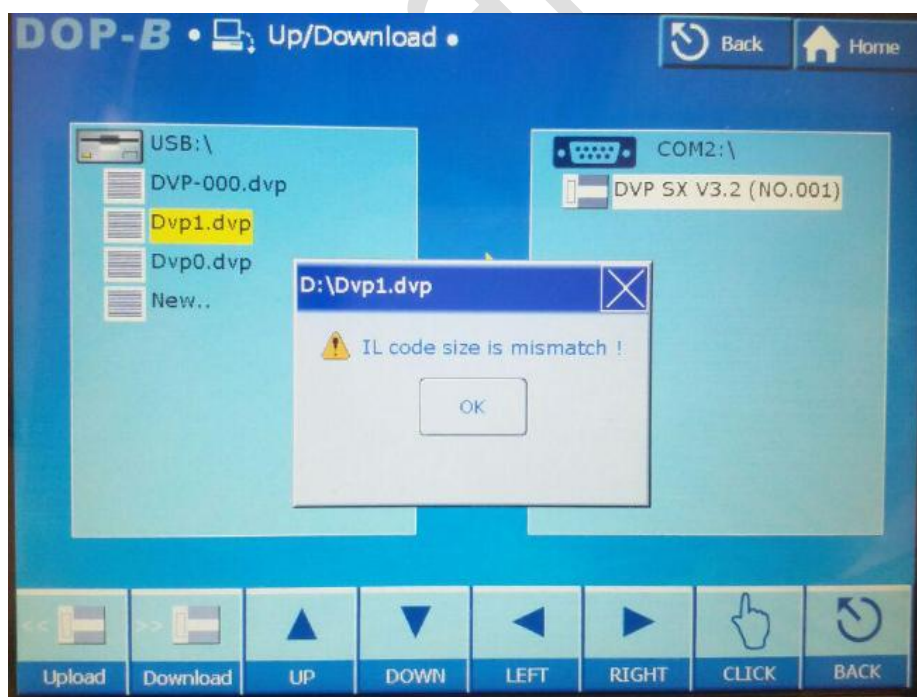 DOP-B • Up/Download •
Back
Home
USB:\
DVP-000.dvp
Dvp1.dvp
Dvp0.dvp
New..
COM2:\
DVP SX V3.2 (NO.001)
D:\Dvp1.dvp
IL code size is mismatch !
OK
<< Upload
>> Download
UP
DOWN
LEFT
RIGHT
CLICK
BACK